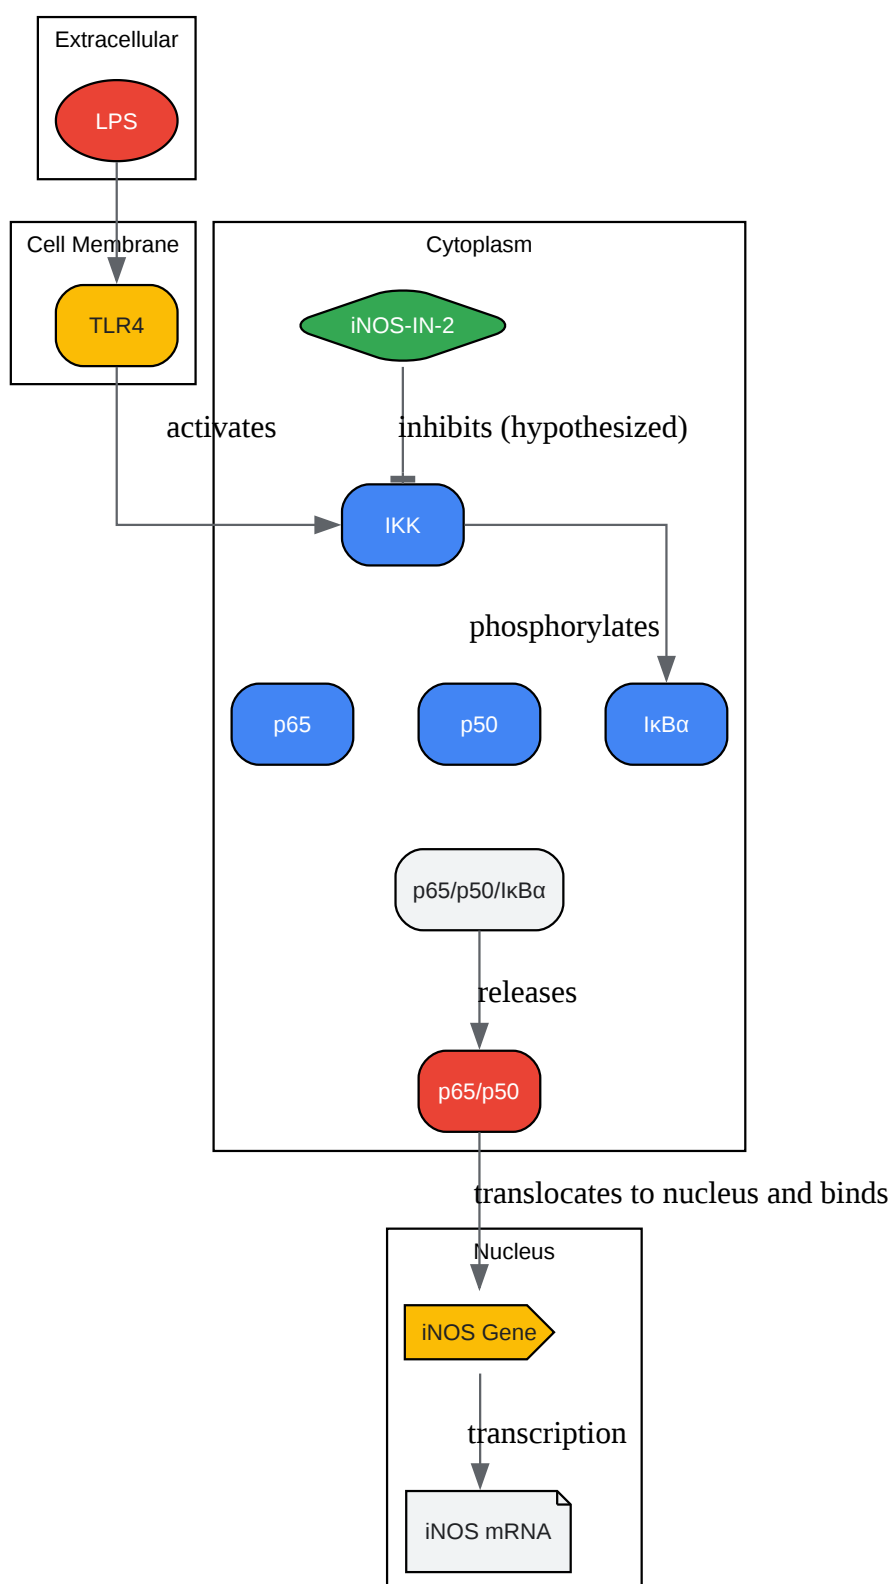 Extracellular
LPS
Cell Membrane
TLR4
Cytoplasm
iNOS-IN-2
activates
inhibits (hypothesized)
IKK
phosphorylates
p65
p50
IκBα
p65/p50/IκBα
releases
p65/p50
translocates to nucleus and binds
Nucleus
iNOS Gene
transcription
iNOS mRNA